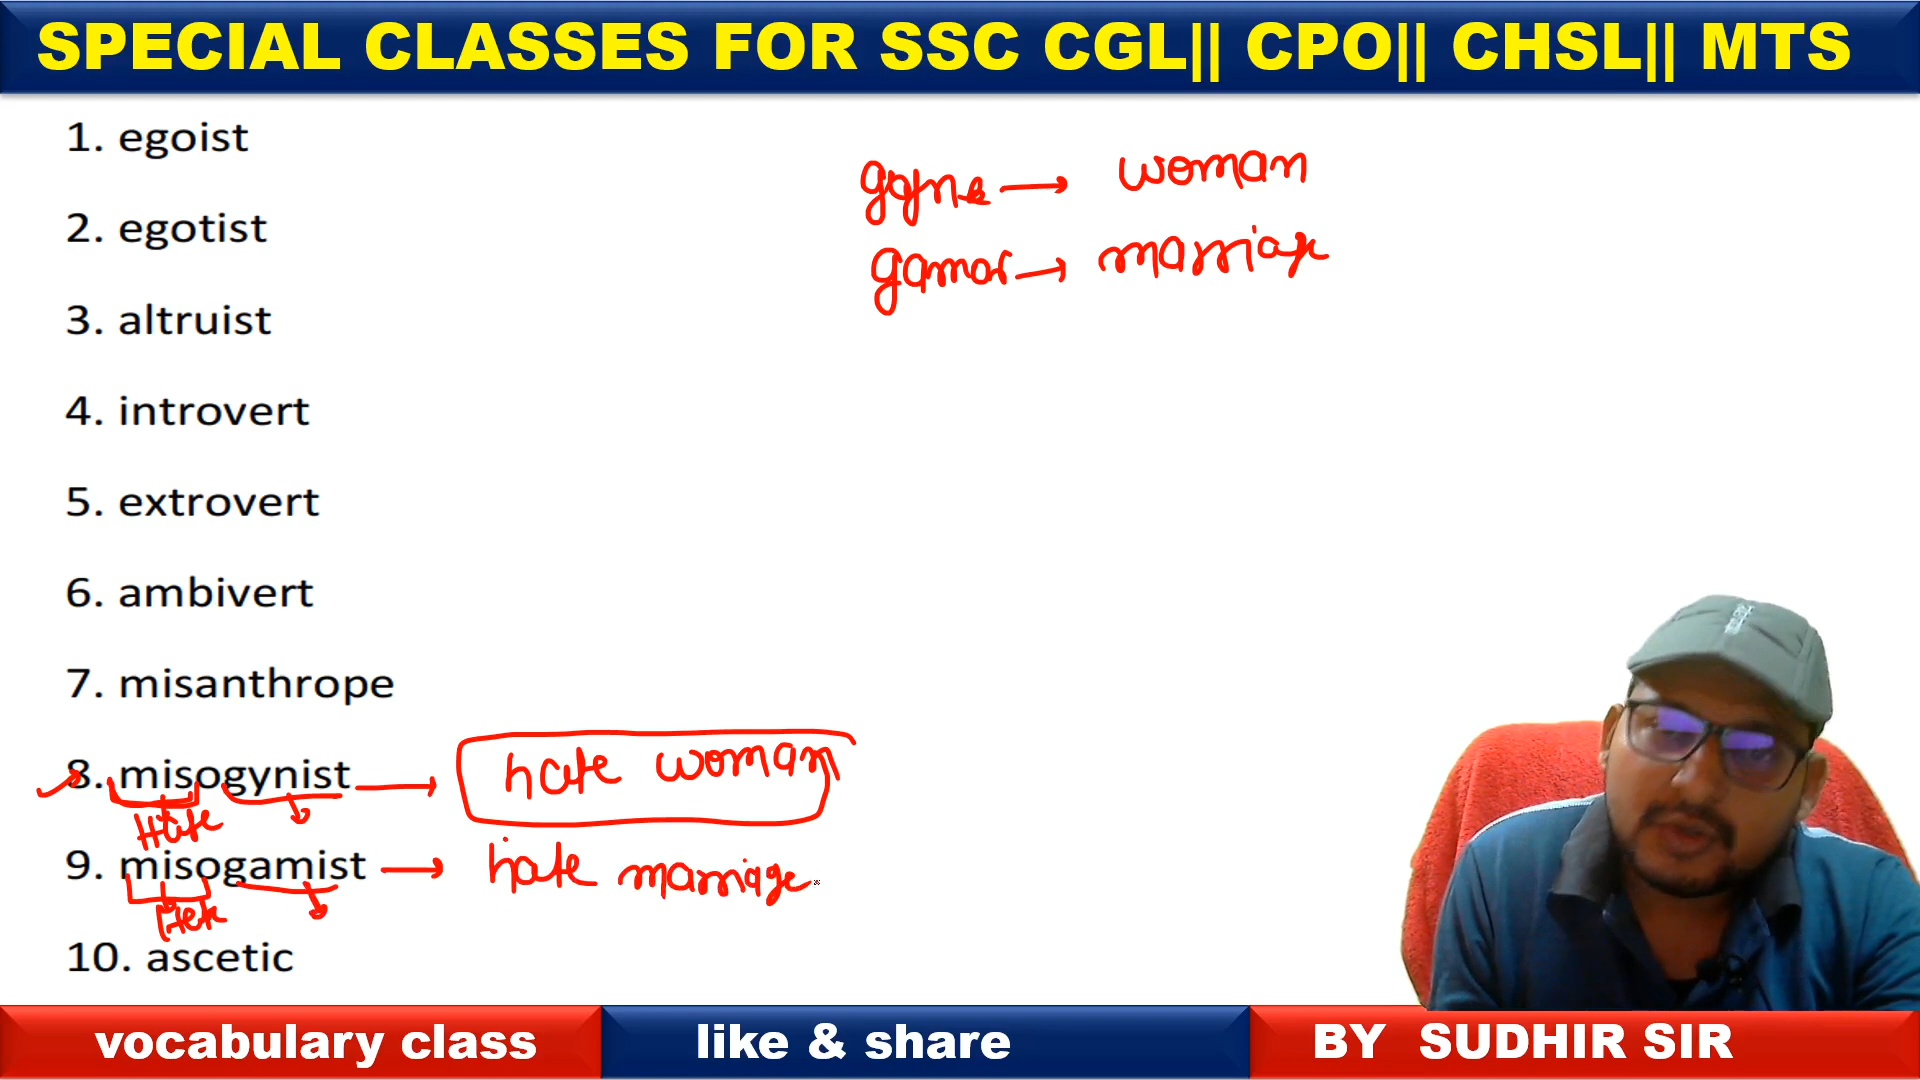 SPECIAL CLASSES FOR SSC CGL|| CPO|| CHSL|| MTS
1. egoist
gyne → woman
2. egotist
gamos → marriage
3. altruist
4. introvert
5. extrovert
6. ambivert
7. misanthrope
8. misogynist → hate woman
Hate
9. misogamist → hate marriage
10. ascetic
vocabulary class
like & share
BY SUDHIR SIR